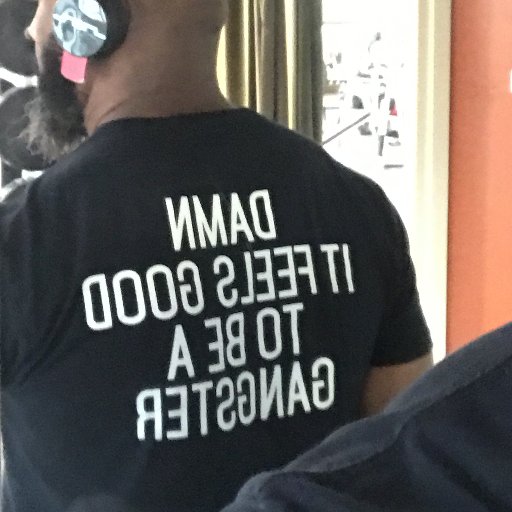 DAMN
IT FEELS GOOD
TO BE A
GANGSTER